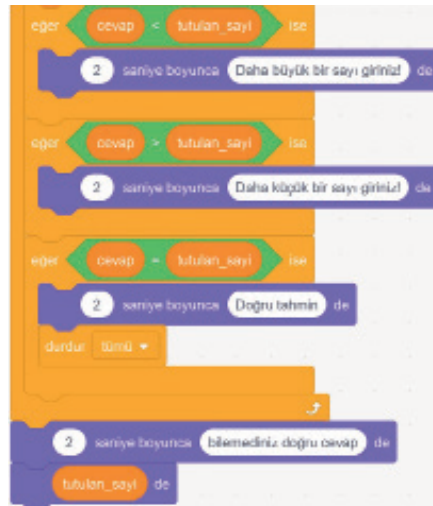 eğer cevap < tutulan_sayi ise
2 saniye boyunca Daha büyük bir sayı giriniz! de
eğer cevap > tutulan_sayi ise
2 saniye boyunca Daha küçük bir sayı giriniz! de
eğer cevap = tutulan_sayi ise
2 saniye boyunca Doğru tahmin de
durdur tümü
2 saniye boyunca bilemediniz doğru cevap de
tutulan_sayi de